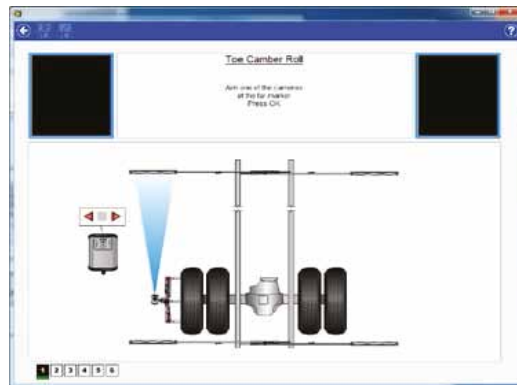 Toe Camber Roll
Aim one of the cameras
at the far marker
Press OK
?
1 2 3 4 5 6